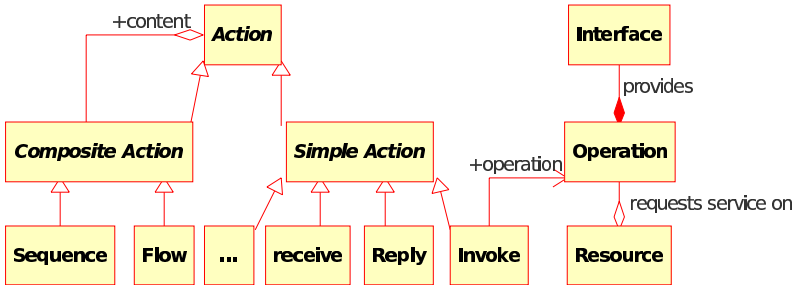 +content
Action
Interface
provides
Composite Action
Simple Action
+operation
Operation
requests service on
Sequence
Flow
...
receive
Reply
Invoke
Resource